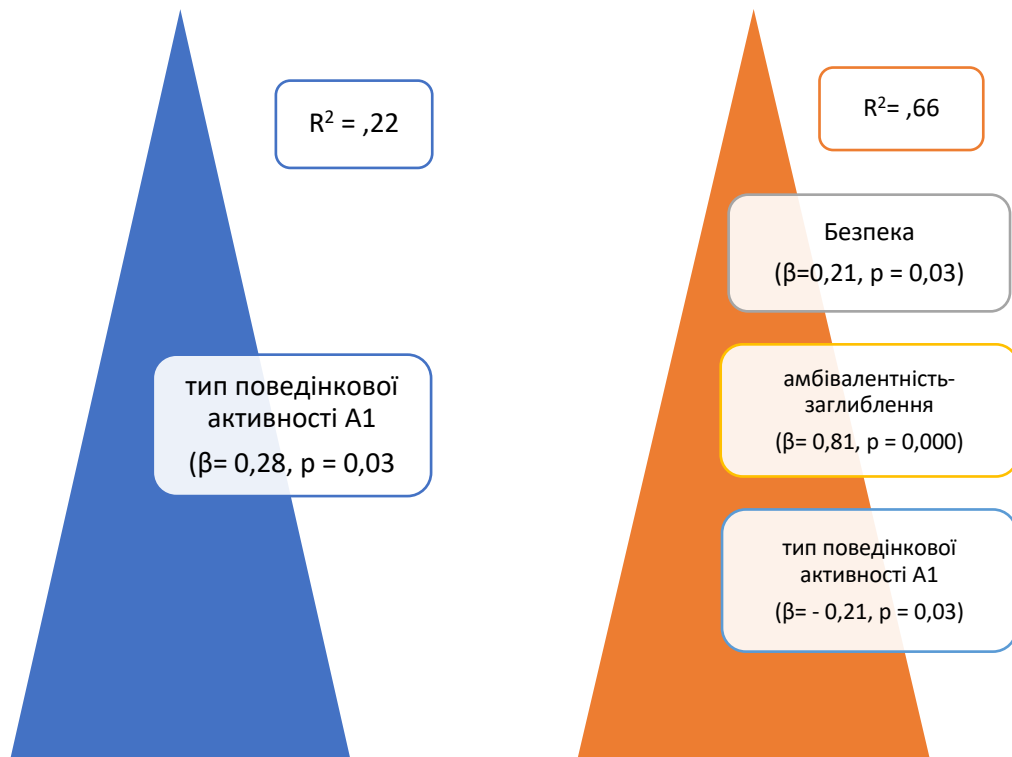 R² = ,22
тип поведінкової
активності А1
(β= 0,28, p = 0,03
R²= ,66
Безпека
(β=0,21, p = 0,03)
амбівалентність-
заглиблення
(β= 0,81, p = 0,000)
тип поведінкової
активності А1
(β= - 0,21, p = 0,03)